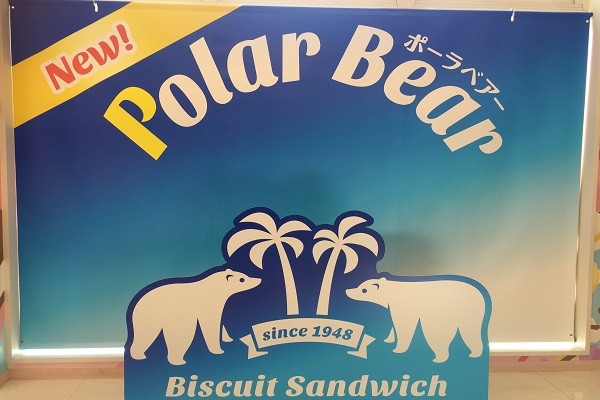 New!
Polar Bear
ポーラベアー
since 1948
Biscuit Sandwich